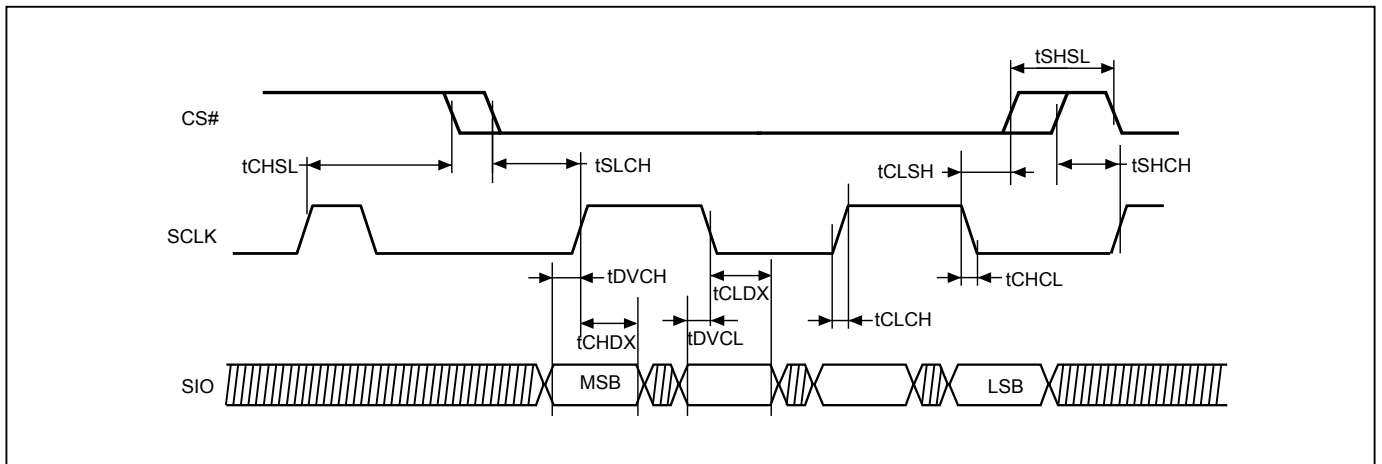 tSHSL
CS#
tCHSL
tSLCH
tCLSH
tSHCH
SCLK
tDVCH
tCLDX
tCHCL
tCLCH
tCHDX
tDVCL
SIO
MSB
LSB